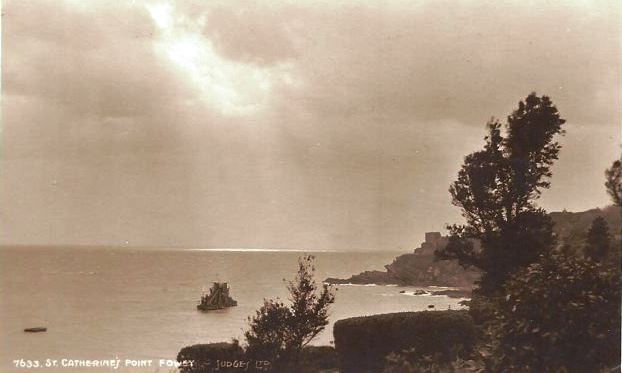 7633. ST. CATHERINE'S POINT FOWEY - JUDGES LTD